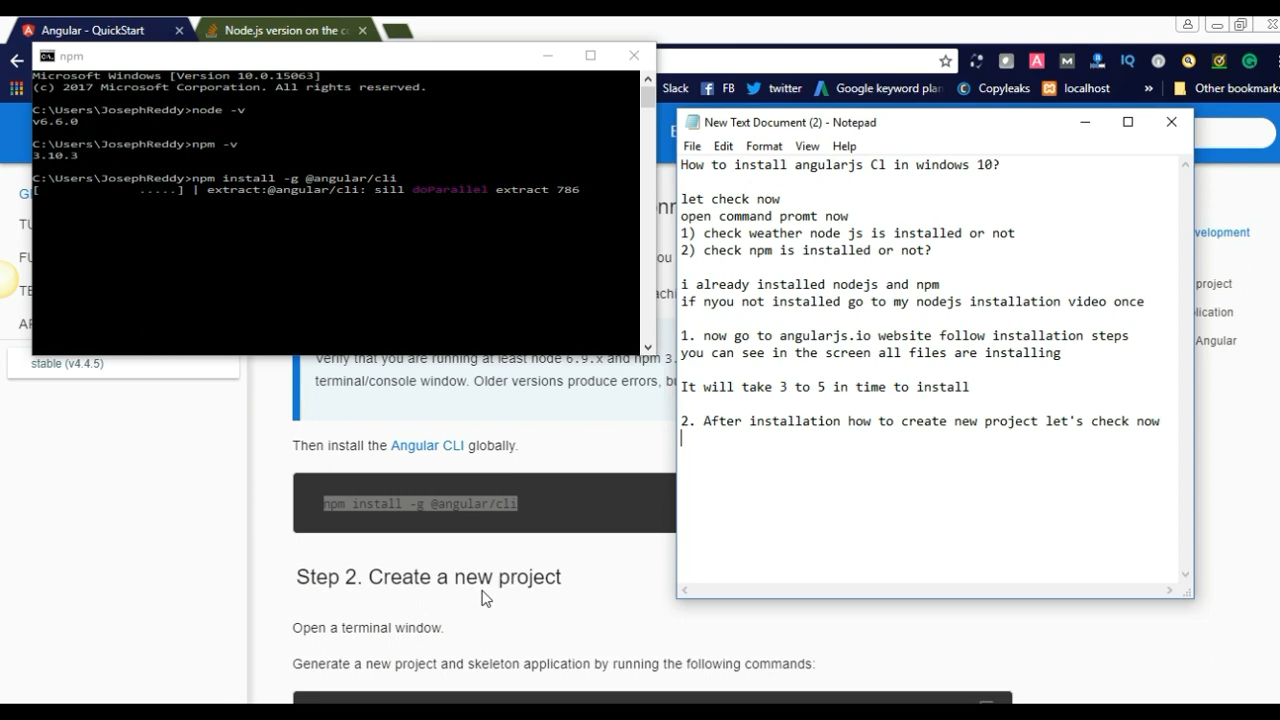 Angular - QuickStart
Node.js version on the co
Slack
FB
twitter
Google keyword plan
IQ
Copyleaks
localhost
Other bookmarks
npm
Microsoft Windows [Version 10.0.15063]
(c) 2017 Microsoft Corporation. All rights reserved.
C:\Users\JosephReddy>node -v
v6.6.0
C:\Users\JosephReddy>npm -v
3.10.3
C:\Users\JosephReddy>npm install -g @angular/cli
[ .....] | extract:@angular/cli: sill doParallel extract 786
New Text Document (2) - Notepad
File Edit Format View Help
How to install angularjs Cl in windows 10?
let check now
open command promt now
1) check weather node js is installed or not
2) check npm is installed or not?
i already installed nodejs and npm
if nyou not installed go to my nodejs installation video once
1. now go to angularjs.io website follow installation steps
you can see in the screen all files are installing
It will take 3 to 5 in time to install
2. After installation how to create new project let's check now
velopment
project
lication
Angular
stable (v4.4.5)
Verify that you are running at least node 6.9.x and npm 3.
terminal/console window. Older versions produce errors, bu
Then install the Angular CLI globally.
npm install -g @angular/cli
Step 2. Create a new project
Open a terminal window.
Generate a new project and skeleton application by running the following commands: